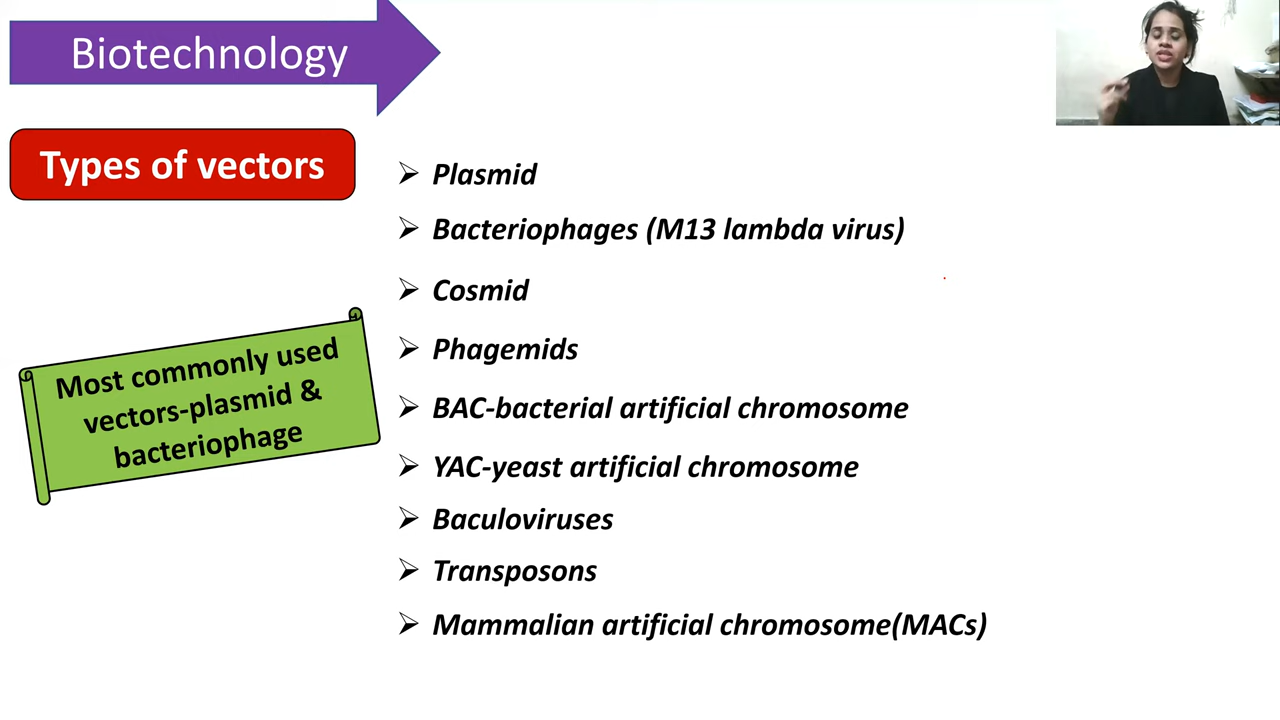 Biotechnology
Types of vectors
➢ Plasmid
➢ Bacteriophages (M13 lambda virus)
➢ Cosmid
➢ Phagemids
➢ BAC-bacterial artificial chromosome
➢ YAC-yeast artificial chromosome
➢ Baculoviruses
➢ Transposons
➢ Mammalian artificial chromosome(MACs)
Most commonly used
vectors-plasmid &
bacteriophage